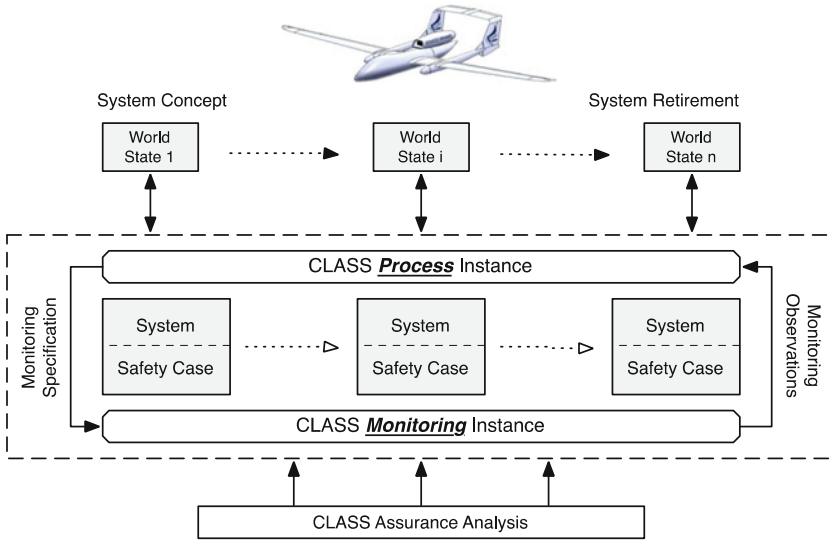 System Concept
System Retirement
World
State 1
World
State i
World
State n
CLASS Process Instance
Monitoring
Specification
System
Safety Case
System
Safety Case
System
Safety Case
Monitoring
Observations
CLASS Monitoring Instance
CLASS Assurance Analysis